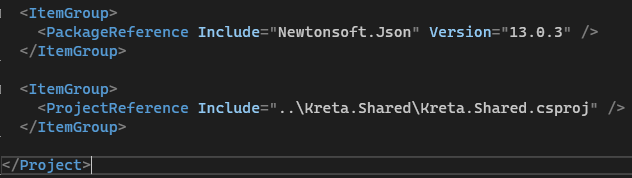 <ItemGroup>
<PackageReference Include="Newtonsoft.Json" Version="13.0.3" />
</ItemGroup>
<ItemGroup>
<ProjectReference Include="..\Kreta.Shared\Kreta.Shared.csproj" />
</ItemGroup>
</Project>